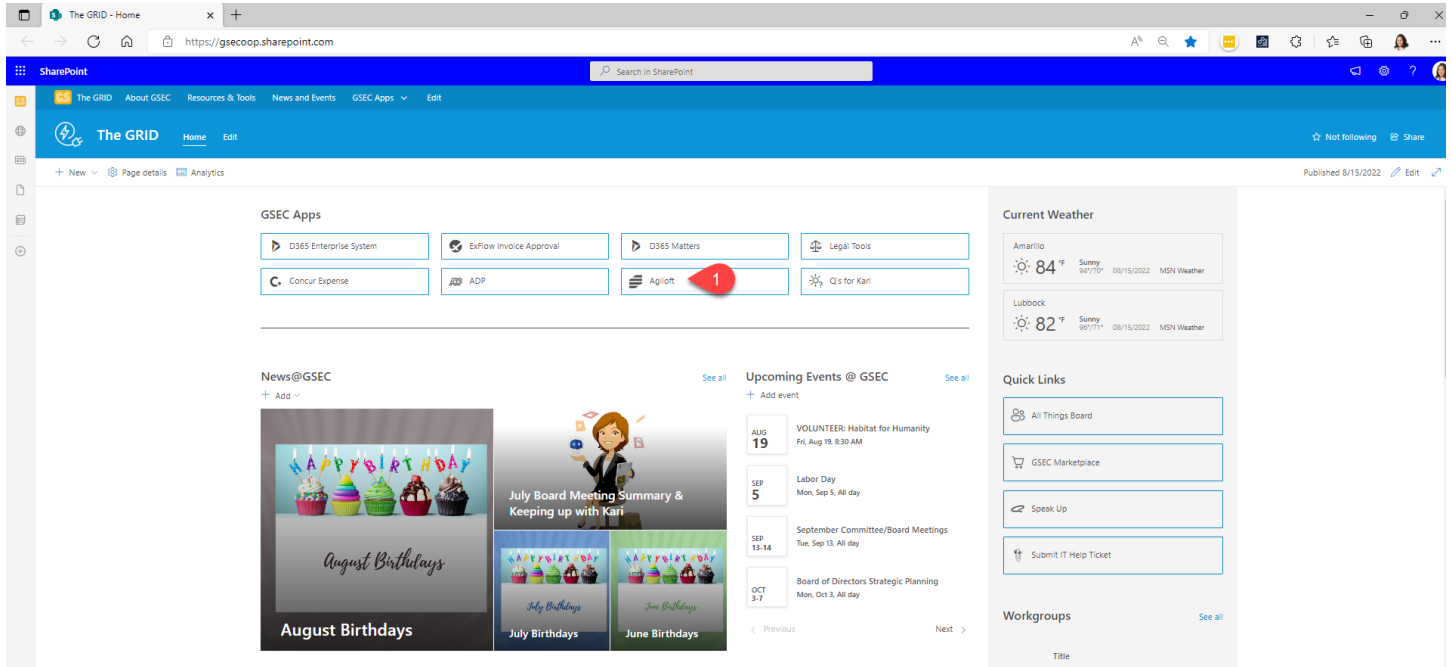 The GRID - Home
https://gsecoop.sharepoint.com
SharePoint
Search in SharePoint
?
GS The GRID About GSEC Resources & Tools News and Events GSEC Apps Edit
The GRID Home Edit
Not following Share
+ New Page details Analytics
Published 8/15/2022 Edit
GSEC Apps
D365 Enterprise System
ExFlow Invoice Approval
D365 Matters
Legal Tools
Concur Expense
ADP
Agiloft
1
Q's for Kari
Current Weather
Amarillo
84 °F Sunny
94°/70° 08/15/2022 MSN Weather
Lubbock
82 °F Sunny
96°/71° 08/15/2022 MSN Weather
News@GSEC See all
+ Add
HAPPY BIRTHDAY
August Birthdays
August Birthdays
July Board Meeting Summary &
Keeping up with Kari
HAPPY BIRTHDAY
July Birthdays
July Birthdays
HAPPY BIRTHDAY
June Birthdays
June Birthdays
Upcoming Events @ GSEC See all
+ Add event
AUG
19
VOLUNTEER: Habitat for Humanity
Fri, Aug 19, 8:30 AM
SEP
5
Labor Day
Mon, Sep 5, All day
SEP
13-14
September Committee/Board Meetings
Tue, Sep 13, All day
OCT
3-7
Board of Directors Strategic Planning
Mon, Oct 3, All day
< Previous Next >
Quick Links
All Things Board
GSEC Marketplace
Speak Up
Submit IT Help Ticket
Workgroups See all
Title